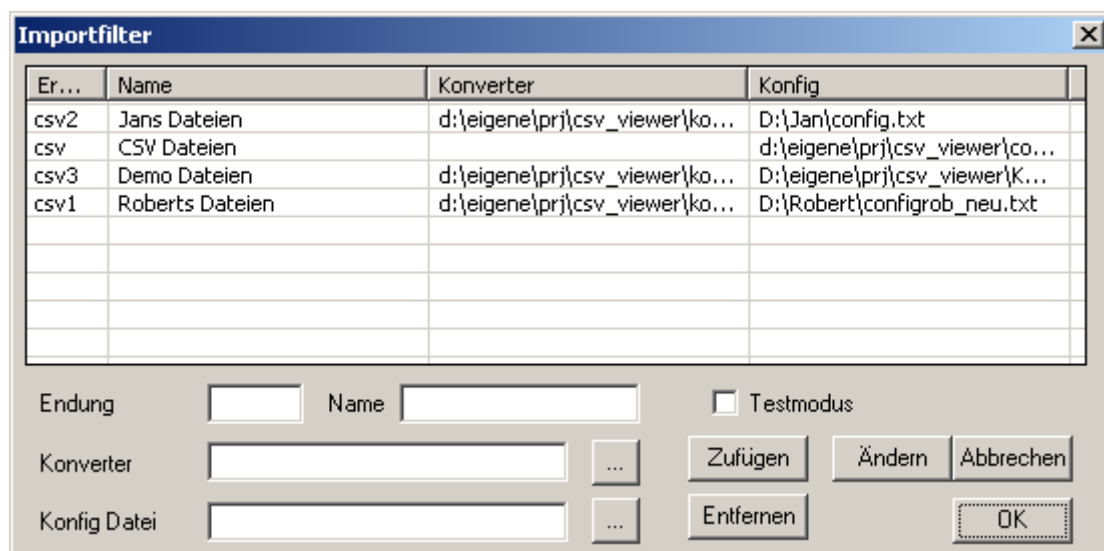 Importfilter
Er... Name Konverter Konfig
csv2 Jans Dateien d:\eigene\prj\csv_viewer\ko... D:\Jan\config.txt
csv CSV Dateien d:\eigene\prj\csv_viewer\co...
csv3 Demo Dateien d:\eigene\prj\csv_viewer\ko... D:\eigene\prj\csv_viewer\K...
csv1 Roberts Dateien d:\eigene\prj\csv_viewer\ko... D:\Robert\configrob_neu.txt
Endung Name Testmodus
Konverter ... Zufügen Ändern Abbrechen
Konfig Datei ... Entfernen OK